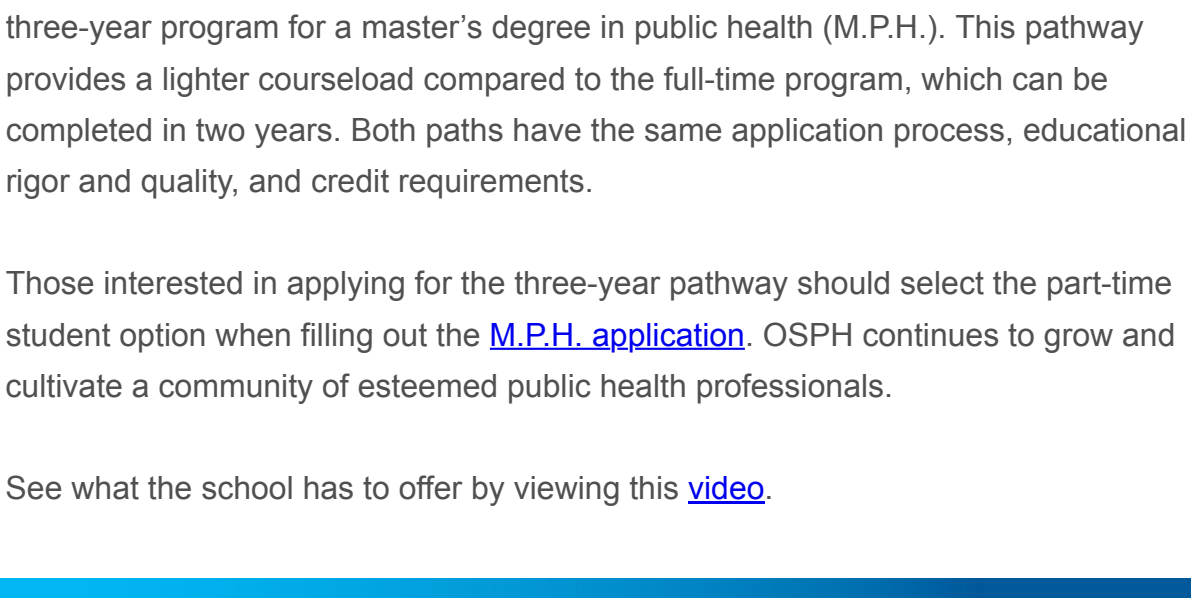 three-year program for a master’s degree in public health (M.P.H.). This pathway
provides a lighter courseload compared to the full-time program, which can be
completed in two years. Both paths have the same application process, educational
rigor and quality, and credit requirements.
Those interested in applying for the three-year pathway should select the part-time
student option when filling out the M.P.H. application. OSPH continues to grow and
cultivate a community of esteemed public health professionals.
See what the school has to offer by viewing this video.